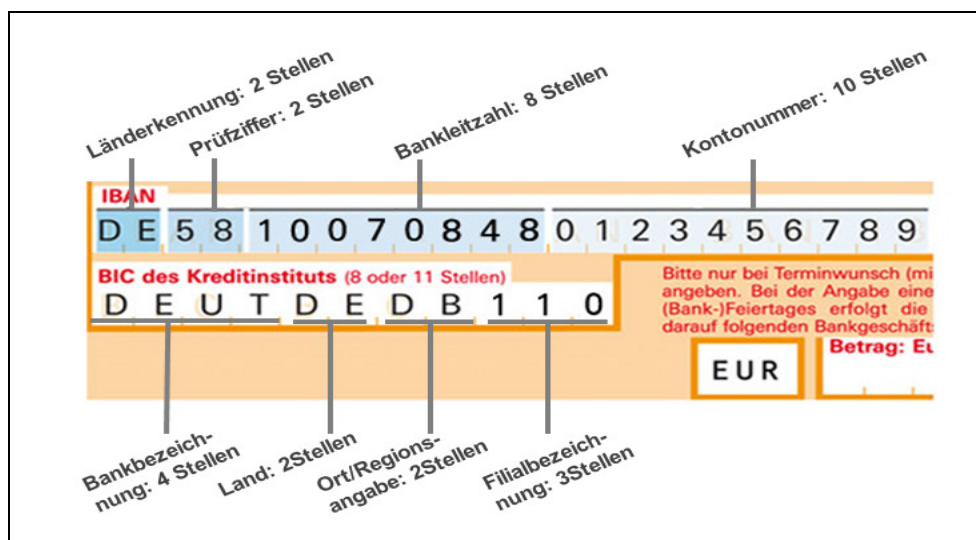 Länderkennung: 2 Stellen
Prüfziffer: 2 Stellen
Bankleitzahl: 8 Stellen
Kontonummer: 10 Stellen
IBAN
DE58100708480123456789
BIC des Kreditinstituts (8 oder 11 Stellen)
DEUTDEDB110
Bitte nur bei Terminwunsch (mi
angeben. Bei der Angabe eine
(Bank-)Feiertages erfolgt die
darauf folgenden Bankgeschäft
Betrag: Eu
EUR
Bankbezeich-
nung: 4 Stellen
Land: 2Stellen
Ort/Regions-
angabe: 2Stellen
Filialbezeich-
nung: 3Stellen